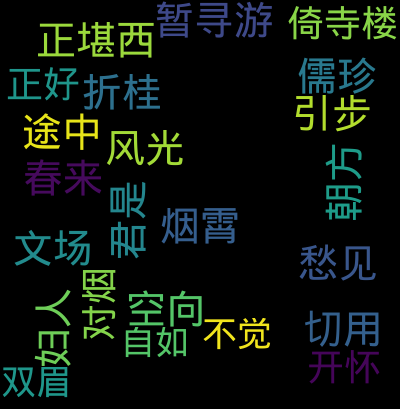 暂寻游
倚寺楼
正堪西
儒珍
正好
折桂
引步
途中
风光
朝方
春来
君是
烟霄
文场
愁见
对烟
空向
妇人
自如
不觉
切用
开怀
双眉